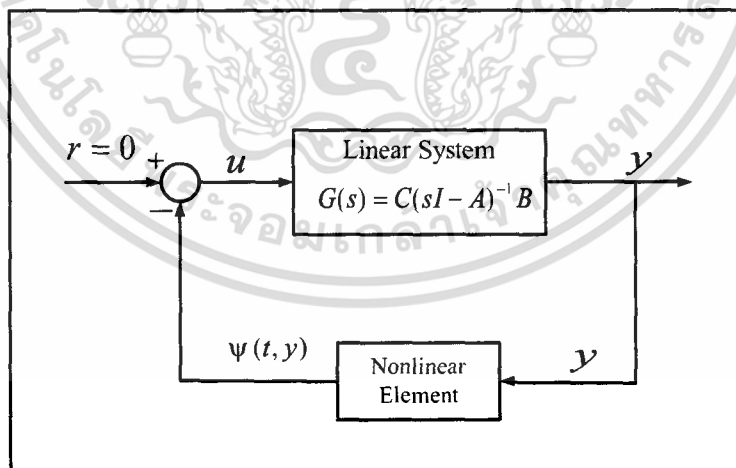 r = 0
+
u
Linear System
G(s) = C(sI − A)⁻¹ B
y
−
ψ (t, y)
Nonlinear
Element
y